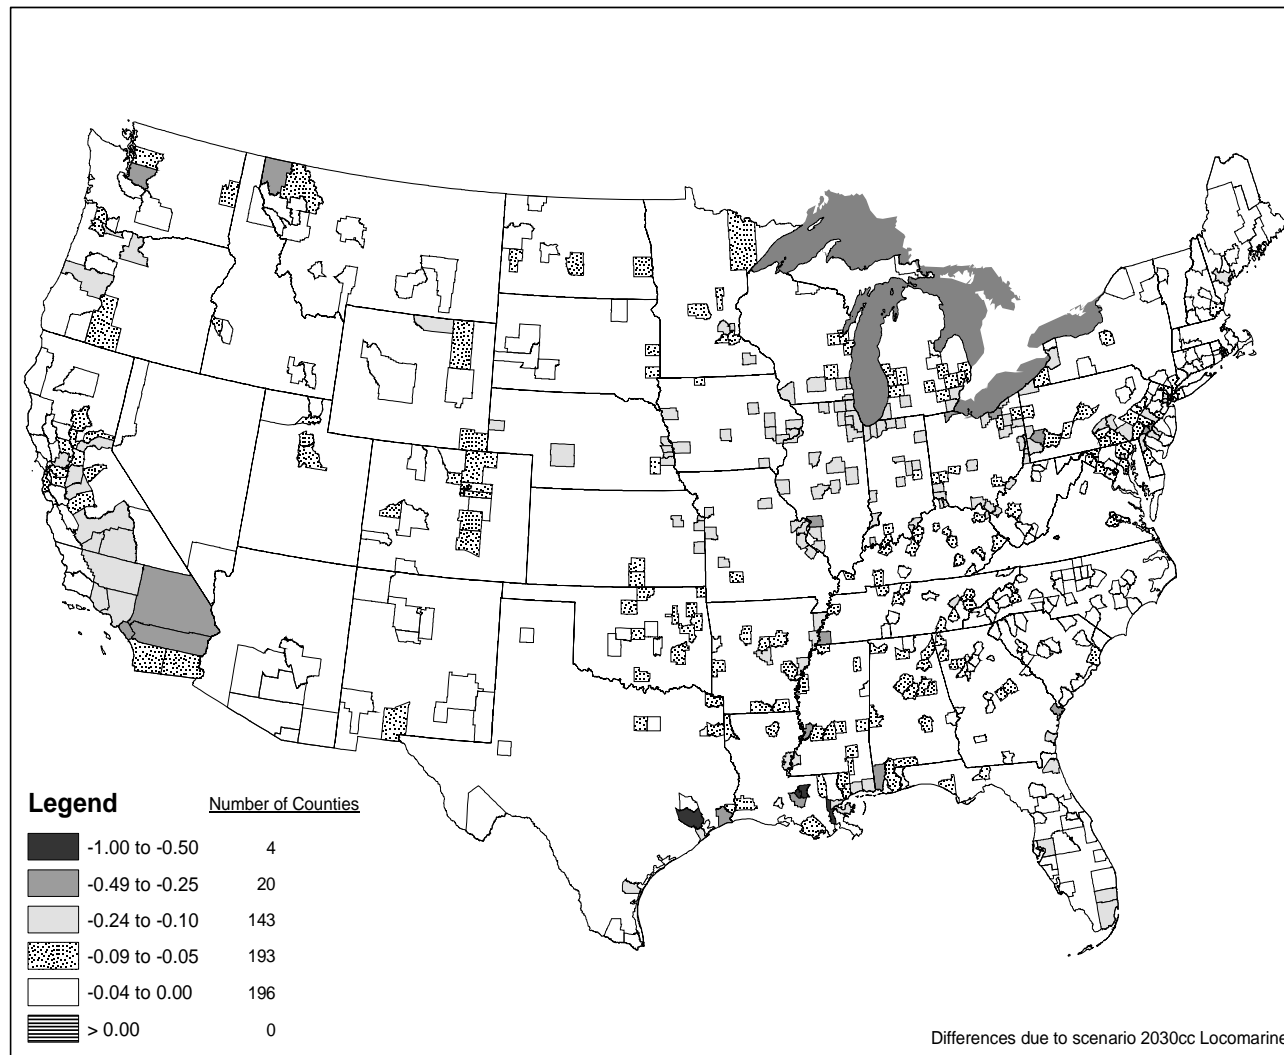 Legend Number of Counties
-1.00 to -0.50 4
-0.49 to -0.25 20
-0.24 to -0.10 143
-0.09 to -0.05 193
-0.04 to 0.00 196
> 0.00 0
Differences due to scenario 2030cc Locomarine